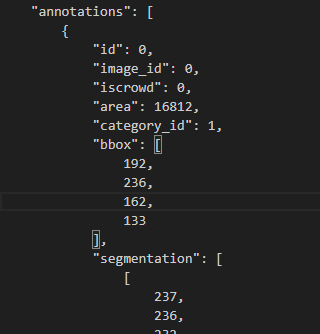 "annotations": [
{
"id": 0,
"image_id": 0,
"iscrowd": 0,
"area": 16812,
"category_id": 1,
"bbox": [
192,
236,
162,
133
],
"segmentation": [
[
237,
236,